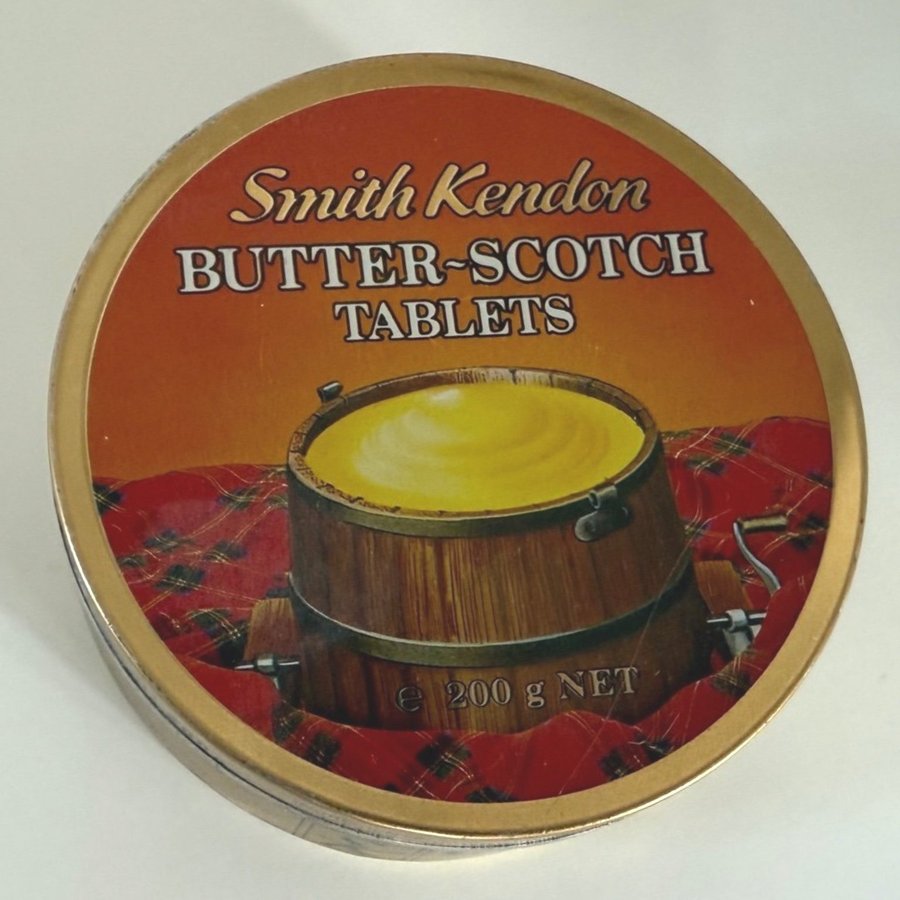 Smith Kendon
BUTTER-SCOTCH
TABLETS
℮ 200 g NET